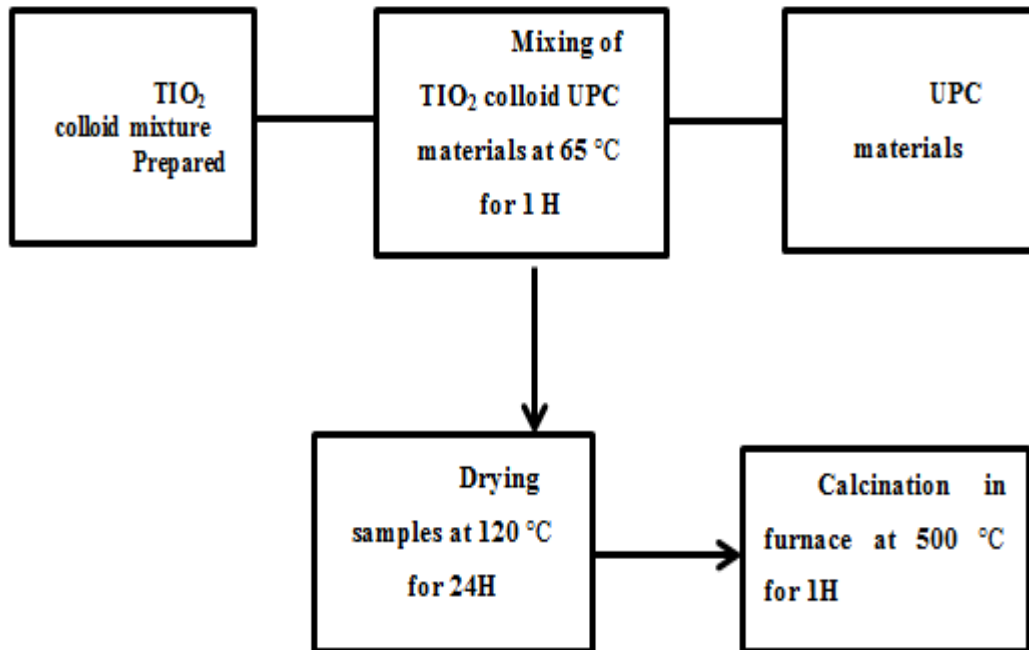 TIO₂
colloid mixture
Prepared
Mixing of
TIO₂ colloid UPC
materials at 65 °C
for 1 H
UPC
materials
Drying
samples at 120 °C
for 24H
Calcination in
furnace at 500 °C
for 1H